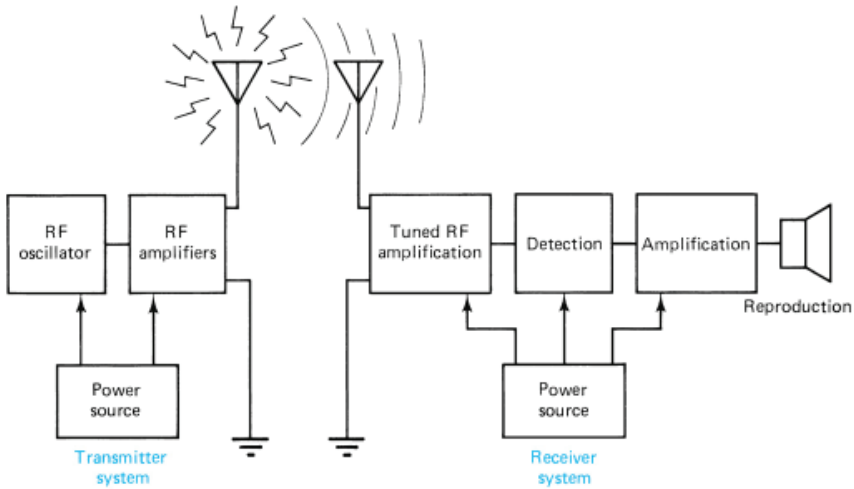 RF
oscillator
RF
amplifiers
Tuned RF
amplification
Detection
Amplification
Reproduction
Power
source
Power
source
Transmitter
system
Receiver
system